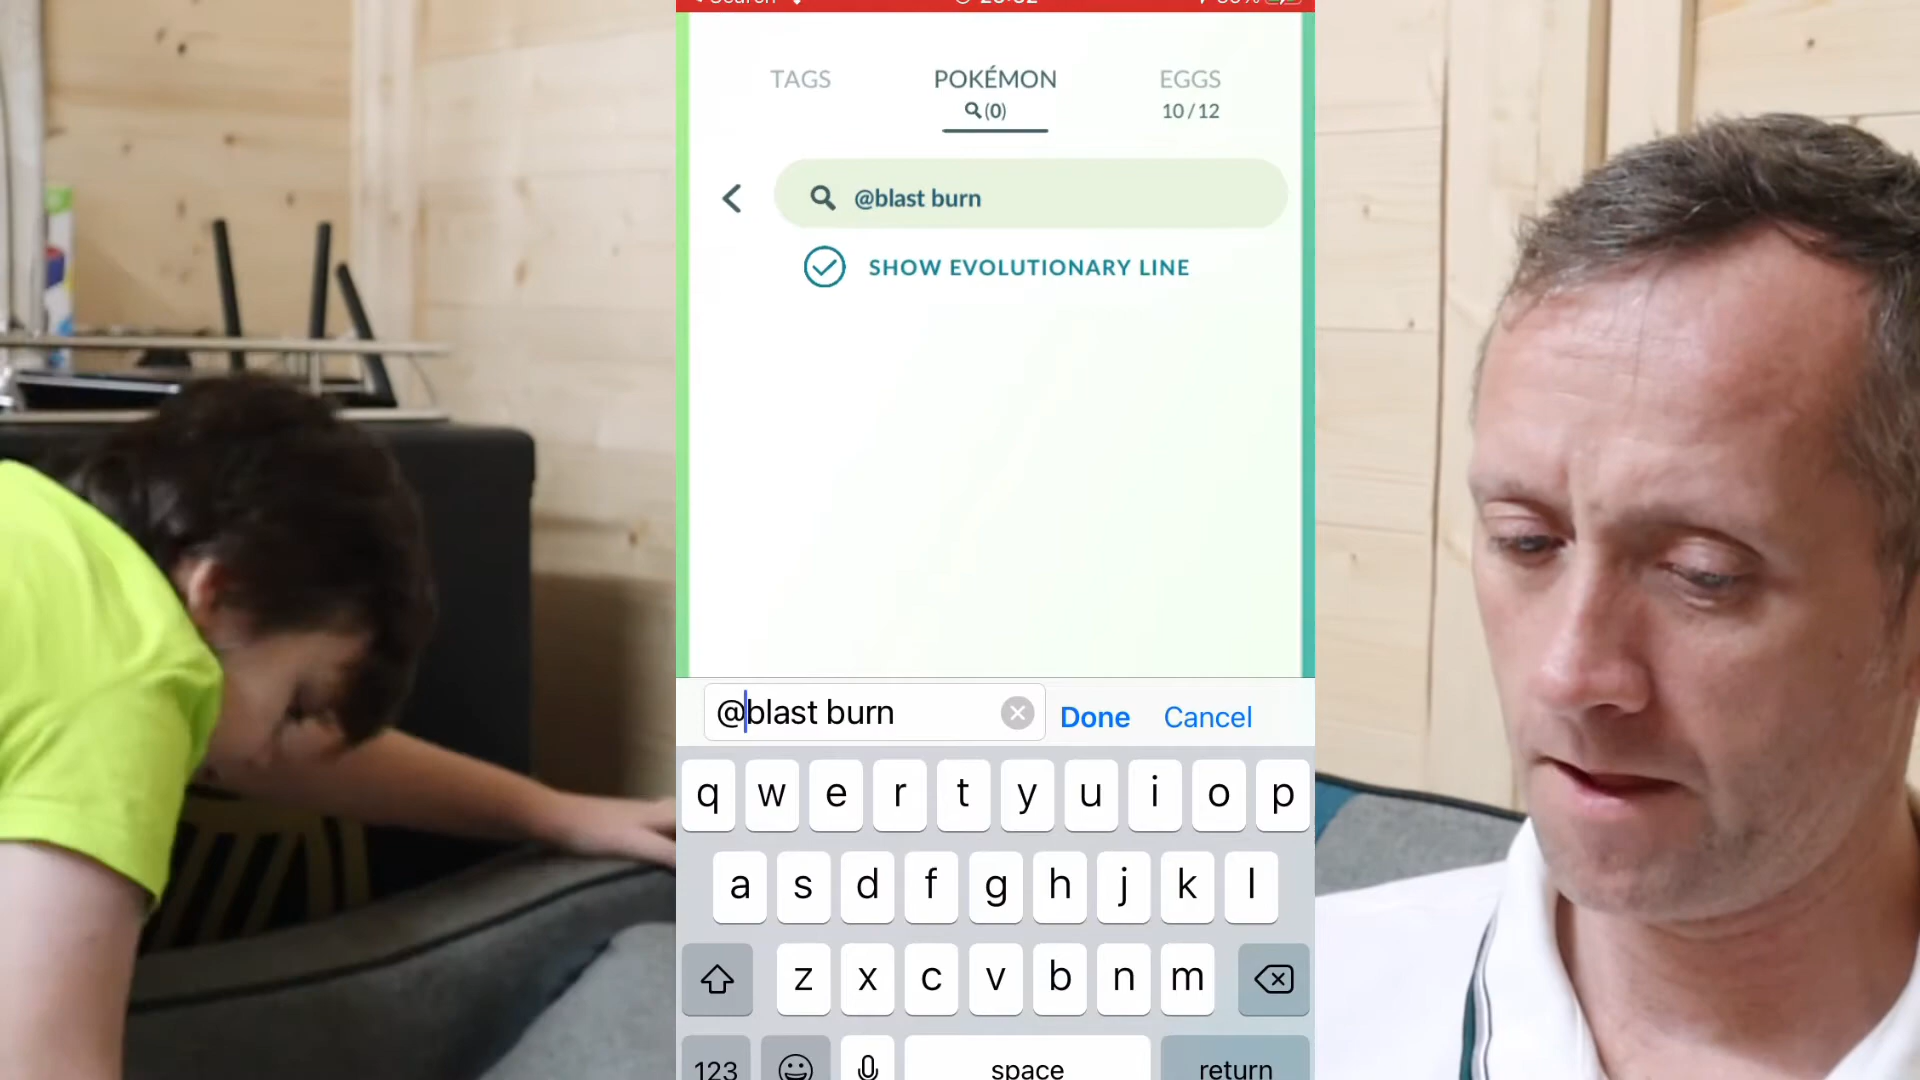 TAGS
POKÉMON
(0)
EGGS
10 / 12
@blast burn
SHOW EVOLUTIONARY LINE
@blast burn
Done
Cancel
q w e r t y u i o p
a s d f g h j k l
z x c v b n m
123
space
return